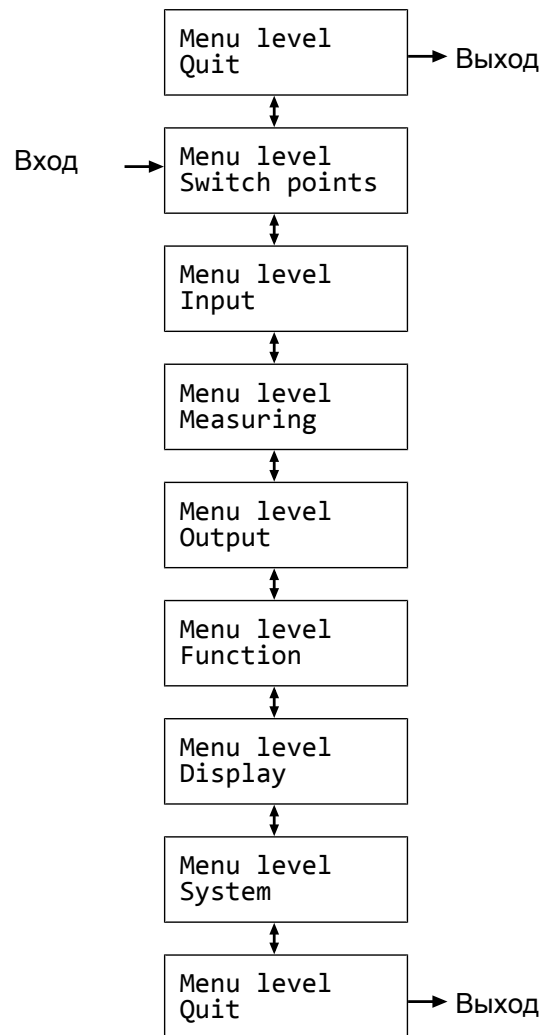 Menu level
Quit
Выход
Вход
Menu level
Switch points
Menu level
Input
Menu level
Measuring
Menu level
Output
Menu level
Function
Menu level
Display
Menu level
System
Menu level
Quit
Выход